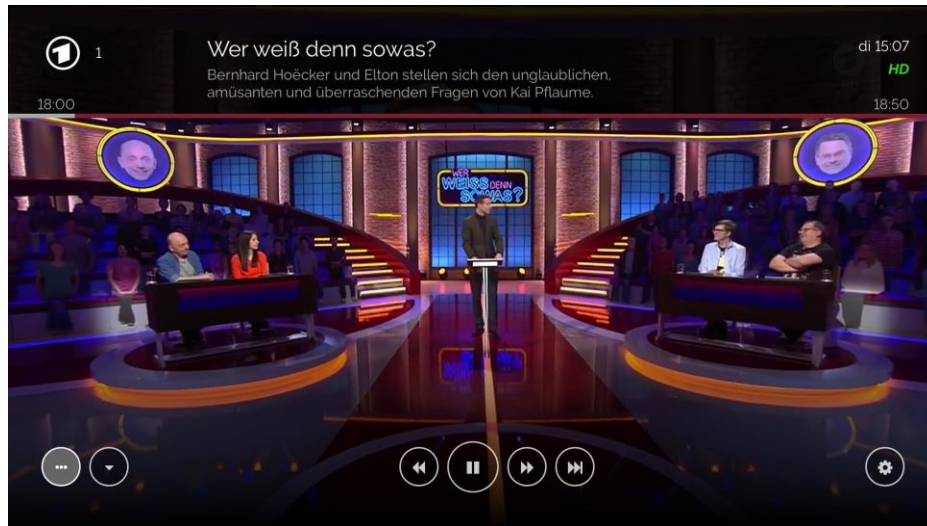 1
Wer weiß denn sowas?
di 15:07
Bernhard Hoëcker und Elton stellen sich den unglaublichen,
HD
amüsanten und überraschenden Fragen von Kai Pflaume.
18:00
18:50
WER
WEISS DENN
SOWAS?